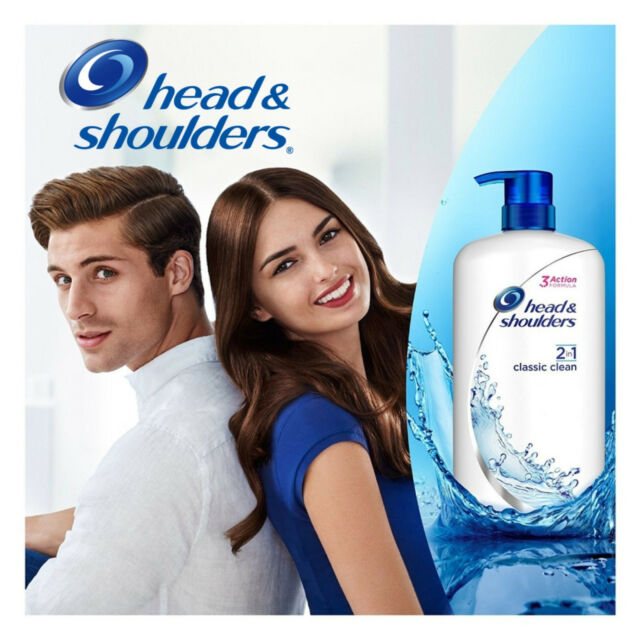 head &
shoulders®
3 Action
FORMULA
head &
shoulders
2in1
classic clean